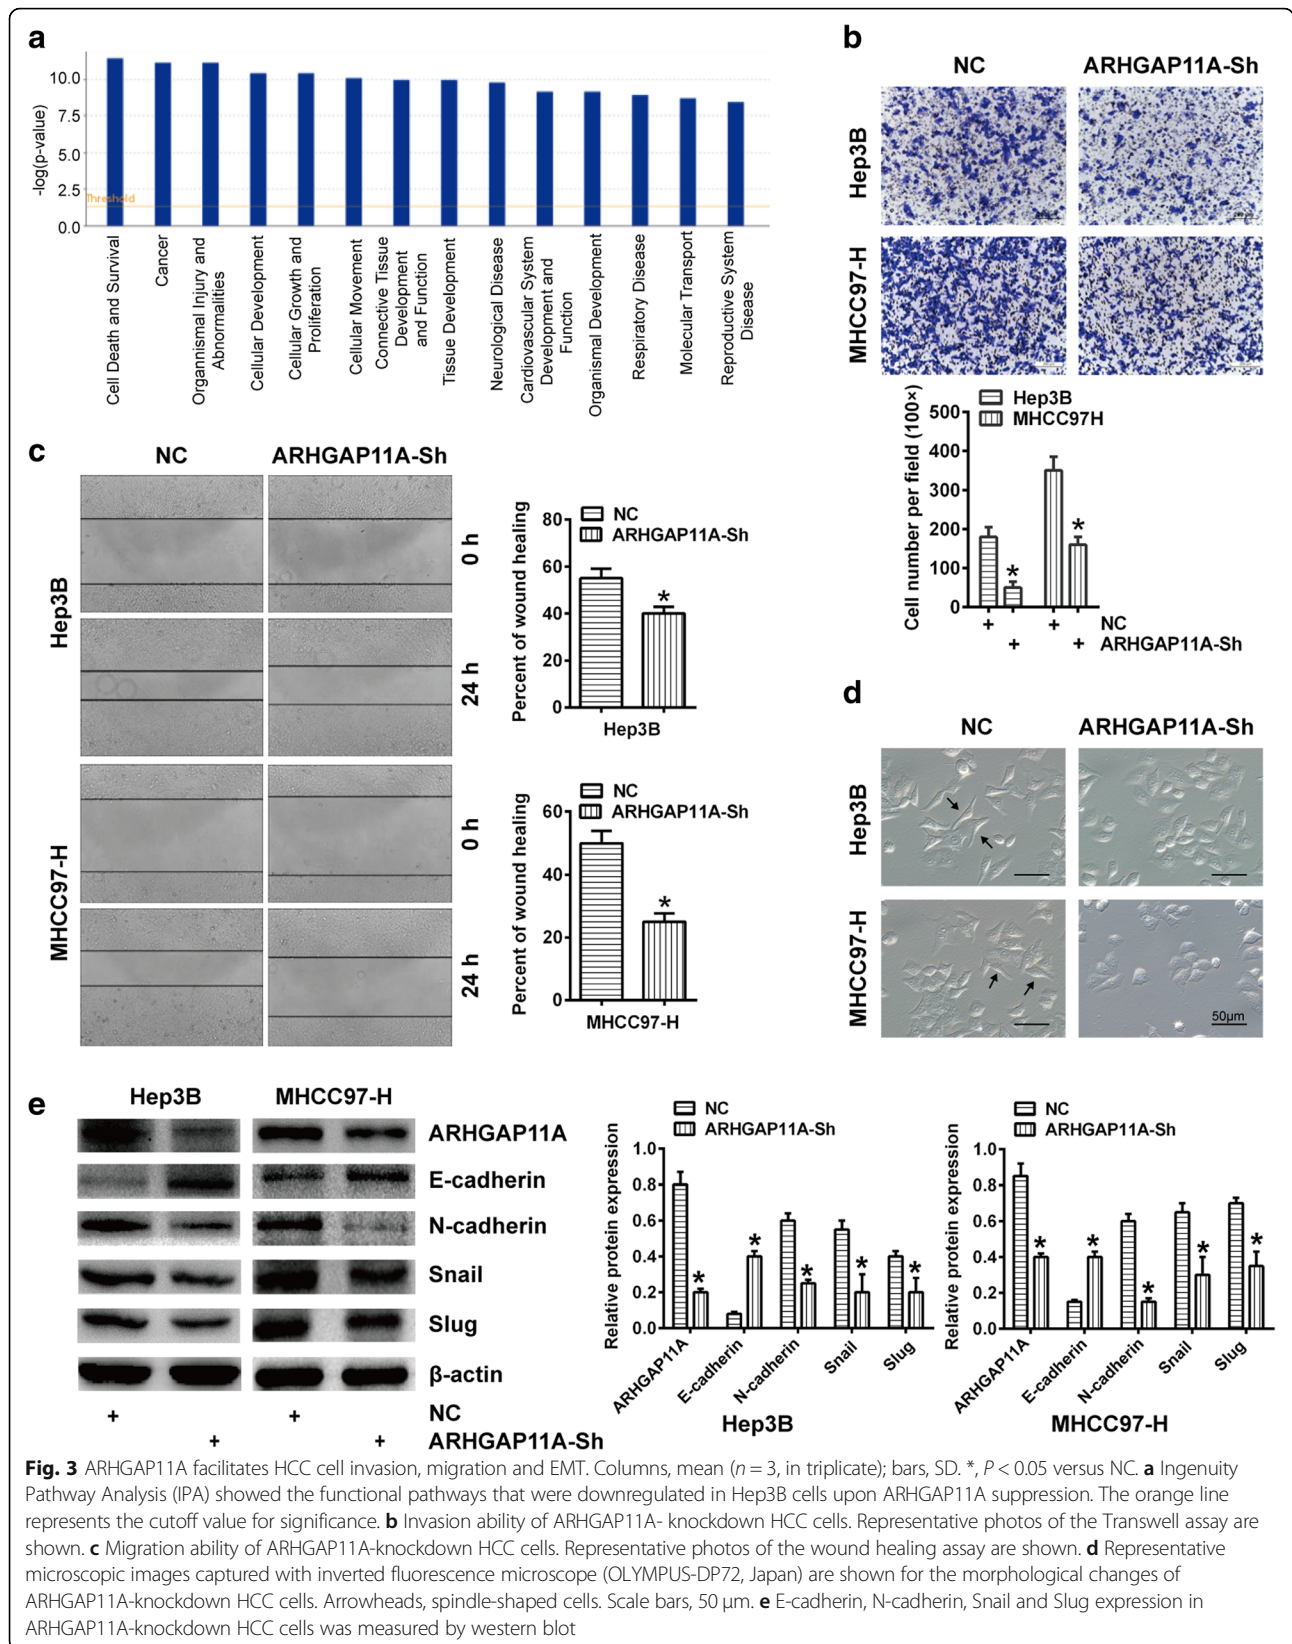 a
10.0
7.5
5.0
2.5
0.0
-log(p-value)
Threshold
Cell Death and Survival
Cancer
Organnismal Injury and
Abnormalities
Cellular Development
Cellular Growth and
Proliferation
Cellular Movement
Connective Tissue
Development
and Function
Tissue Development
Neurological Disease
Cardiovascular System
Development and
Function
Organismal Development
Respiratory Disease
Molecular Transport
Reproductive System
Disease
b
NC ARHGAP11A-Sh
Hep3B
MHCC97-H
Hep3B
MHCC97H
Cell number per field (100×)
500
400
300
200
100
0
+ + NC
+ + ARHGAP11A-Sh
* *
c
NC ARHGAP11A-Sh
Hep3B
0 h
24 h
MHCC97-H
0 h
24 h
NC
ARHGAP11A-Sh
Percent of wound healing
80
60
40
20
0
*
Hep3B
NC
ARHGAP11A-Sh
Percent of wound healing
60
40
20
0
*
MHCC97-H
d
NC ARHGAP11A-Sh
Hep3B
MHCC97-H
50μm
e
Hep3B MHCC97-H
ARHGAP11A
E-cadherin
N-cadherin
Snail
Slug
β-actin
+ + NC
+ + ARHGAP11A-Sh
NC
ARHGAP11A-Sh
Relative protein expression
1.0
0.8
0.6
0.4
0.2
0.0
* * * * *
ARHGAP11A
E-cadherin
N-cadherin
Snail
Slug
Hep3B
NC
ARHGAP11A-Sh
Relative protein expression
1.0
0.8
0.6
0.4
0.2
0.0
* * * * *
ARHGAP11A
E-cadherin
N-cadherin
Snail
Slug
MHCC97-H
Fig. 3 ARHGAP11A facilitates HCC cell invasion, migration and EMT. Columns, mean (n = 3, in triplicate); bars, SD. *, P < 0.05 versus NC. a Ingenuity
Pathway Analysis (IPA) showed the functional pathways that were downregulated in Hep3B cells upon ARHGAP11A suppression. The orange line
represents the cutoff value for significance. b Invasion ability of ARHGAP11A- knockdown HCC cells. Representative photos of the Transwell assay are
shown. c Migration ability of ARHGAP11A-knockdown HCC cells. Representative photos of the wound healing assay are shown. d Representative
microscopic images captured with inverted fluorescence microscope (OLYMPUS-DP72, Japan) are shown for the morphological changes of
ARHGAP11A-knockdown HCC cells. Arrowheads, spindle-shaped cells. Scale bars, 50 μm. e E-cadherin, N-cadherin, Snail and Slug expression in
ARHGAP11A-knockdown HCC cells was measured by western blot